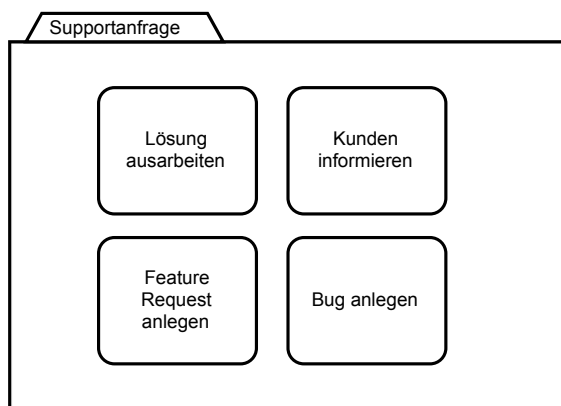 Supportanfrage
Lösung
ausarbeiten
Kunden
informieren
Feature
Request
anlegen
Bug anlegen